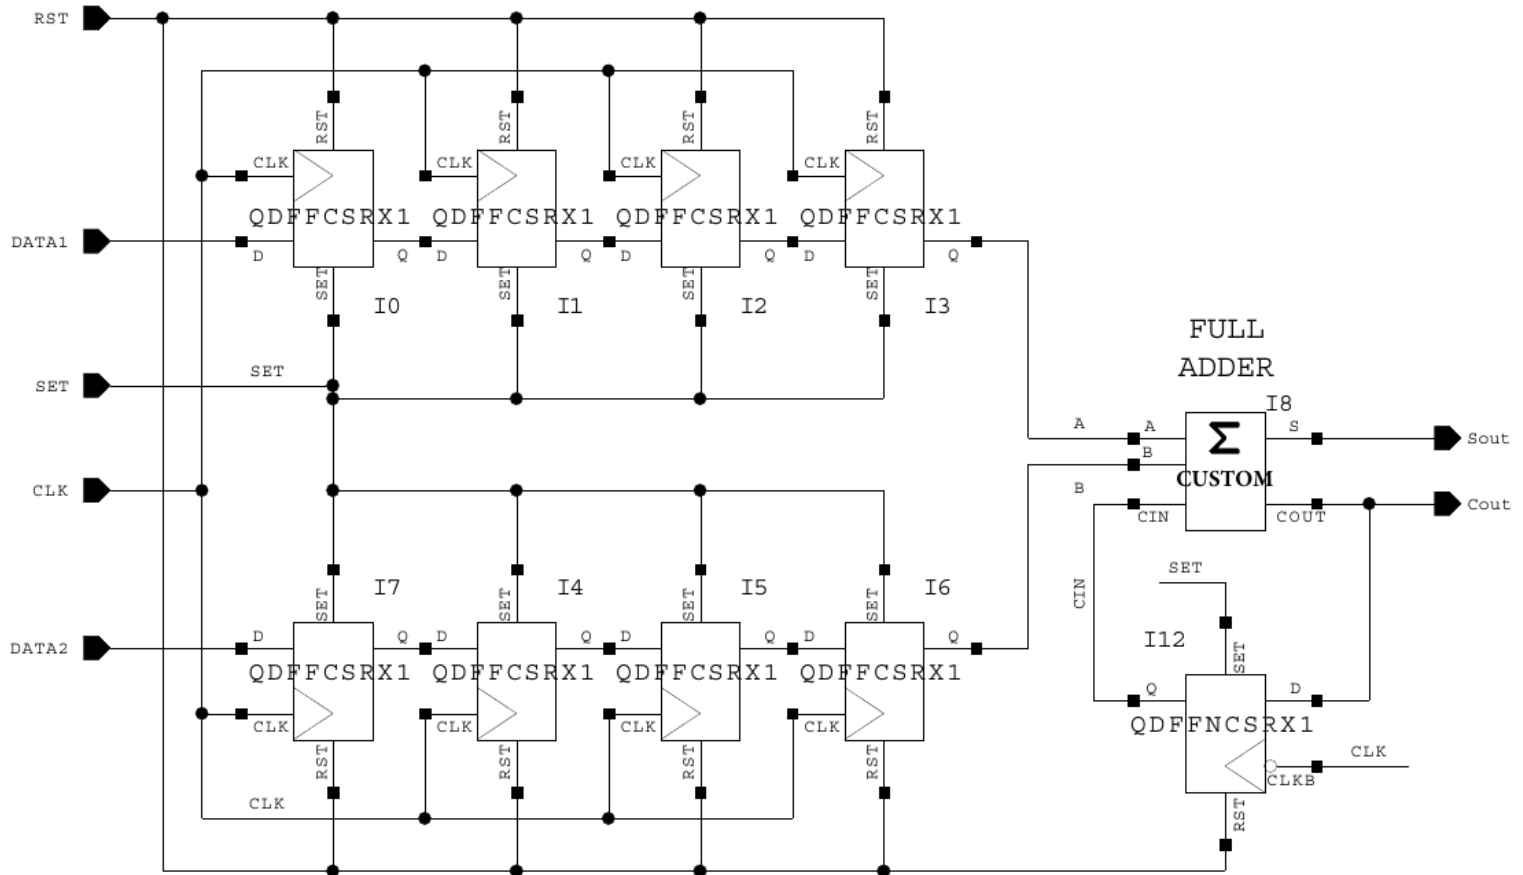 RST
RST RST RST RST
CLK CLK CLK CLK
QDFFCSRX1 QDFFCSRX1 QDFFCSRX1 QDFFCSRX1
DATA1
D Q D Q D Q D Q
SET SET SET SET
I0 I1 I2 I3
FULL
ADDER
SET
SET
I8
A A S Sout
B
Σ
CUSTOM
CLK
B
CIN COUT Cout
SET
CIN
I7 I4 I5 I6
SET SET SET SET
DATA2
D Q D Q D Q D Q
QDFFCSRX1 QDFFCSRX1 QDFFCSRX1 QDFFCSRX1
CLK CLK CLK CLK
RST RST RST RST
CLK
I12
SET
Q D
QDFFNCSRX1
CLK
CLKB
RST